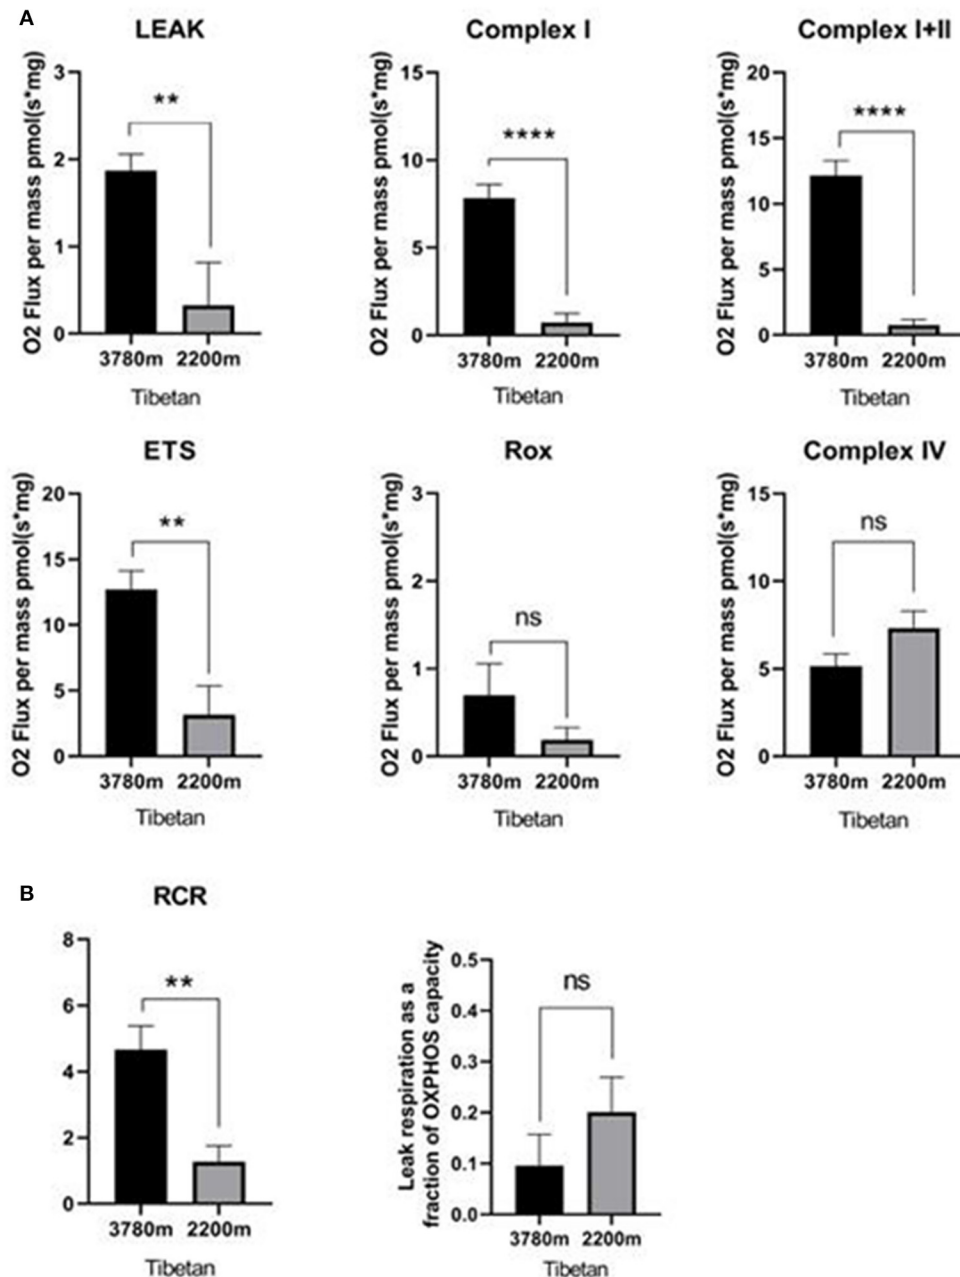 A
LEAK
Complex I
Complex I+II
O2 Flux per mass pmol(s*mg)
3
2
1
0
**
3780m 2200m
Tibetan
O2 Flux per mass pmol(s*mg)
15
10
5
0
****
3780m 2200m
Tibetan
O2 Flux per mass pmol(s*mg)
20
15
10
5
0
****
3780m 2200m
Tibetan
ETS
Rox
Complex IV
O2 Flux per mass pmol(s*mg)
20
15
10
5
0
**
3780m 2200m
Tibetan
O2 Flux per mass pmol(s*mg)
3
2
1
0
ns
3780m 2200m
Tibetan
O2 Flux per mass pmol(s*mg)
15
10
5
0
ns
3780m 2200m
Tibetan
B
RCR
8
6
4
2
0
**
3780m 2200m
Tibetan
Leak respiration as a
fraction of OXPHOS capacity
0.5
0.4
0.3
0.2
0.1
0.0
ns
3780m 2200m
Tibetan